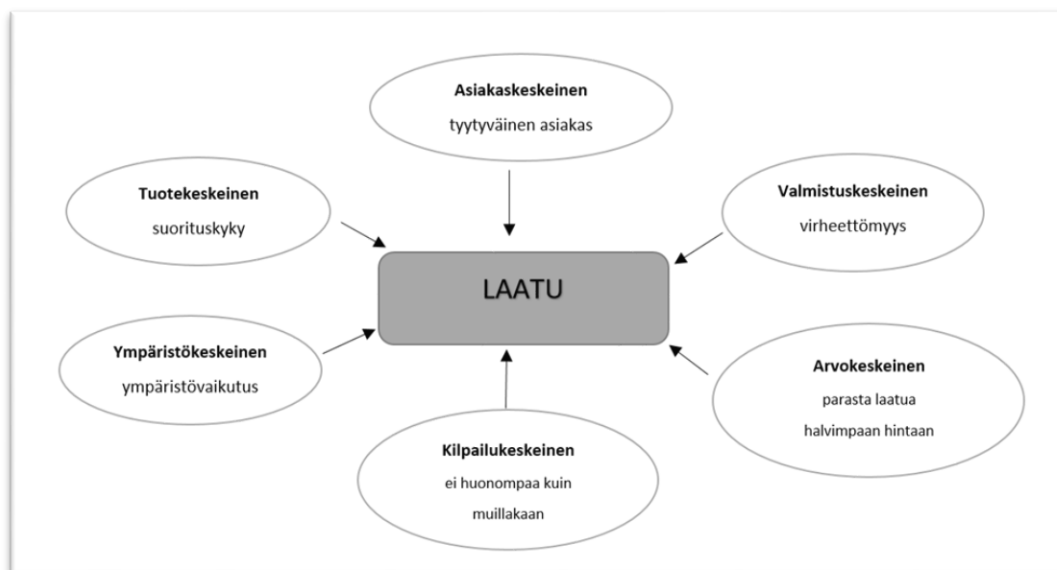 Asiakaskeskeinen
tyytyväinen asiakas
Tuotekeskeinen
suorituskyky
Valmistuskeskeinen
virheettömyys
LAATU
Ympäristökeskeinen
ympäristövaikutus
Arvokeskeinen
parasta laatua
halvimpaan hintaan
Kilpailukeskeinen
ei huonompaa kuin
muillakaan